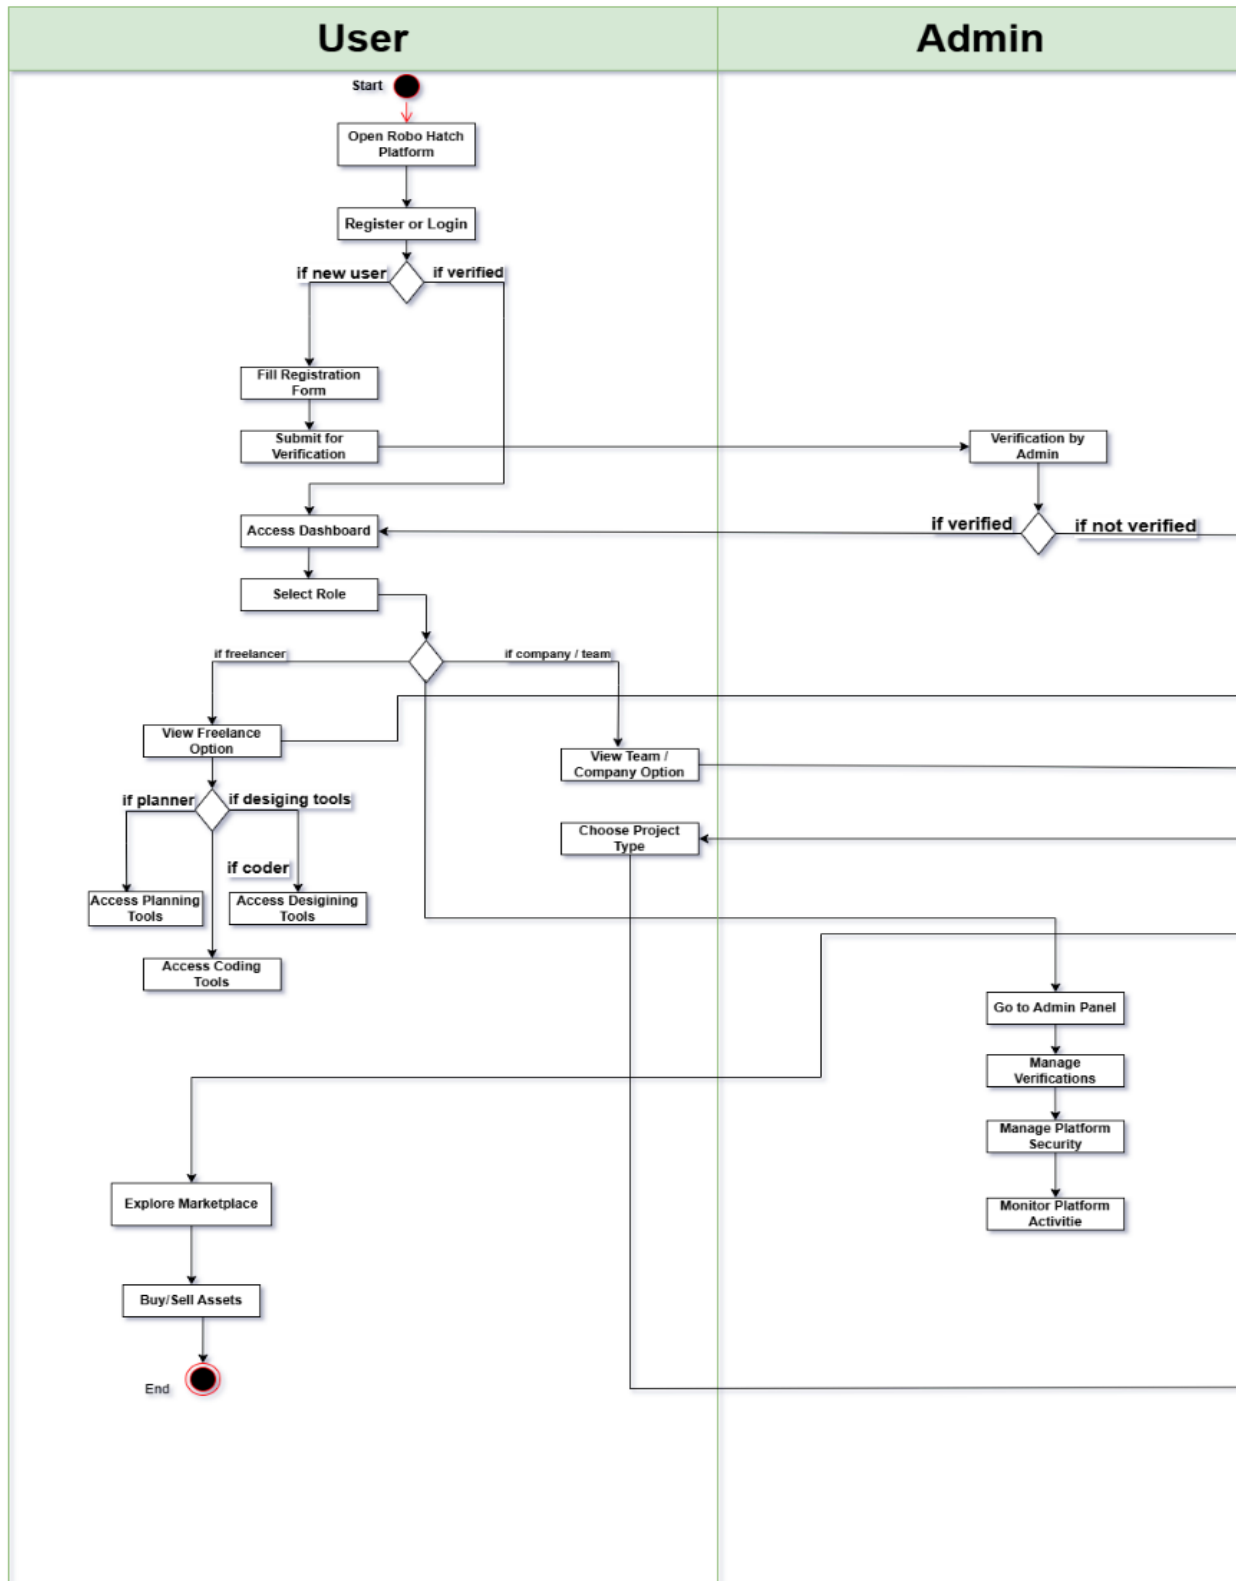 User
Admin
Start
Open Robo Hatch
Platform
Register or Login
if new user
if verified
Fill Registration
Form
Submit for
Verification
Verification by
Admin
Access Dashboard
if verified
if not verified
Select Role
if freelancer
if company / team
View Freelance
Option
View Team /
Company Option
if planner
if desiging tools
Choose Project
Type
if coder
Access Planning
Tools
Access Desigining
Tools
Access Coding
Tools
Go to Admin Panel
Manage
Verifications
Manage Platform
Security
Explore Marketplace
Monitor Platform
Activitie
Buy/Sell Assets
End